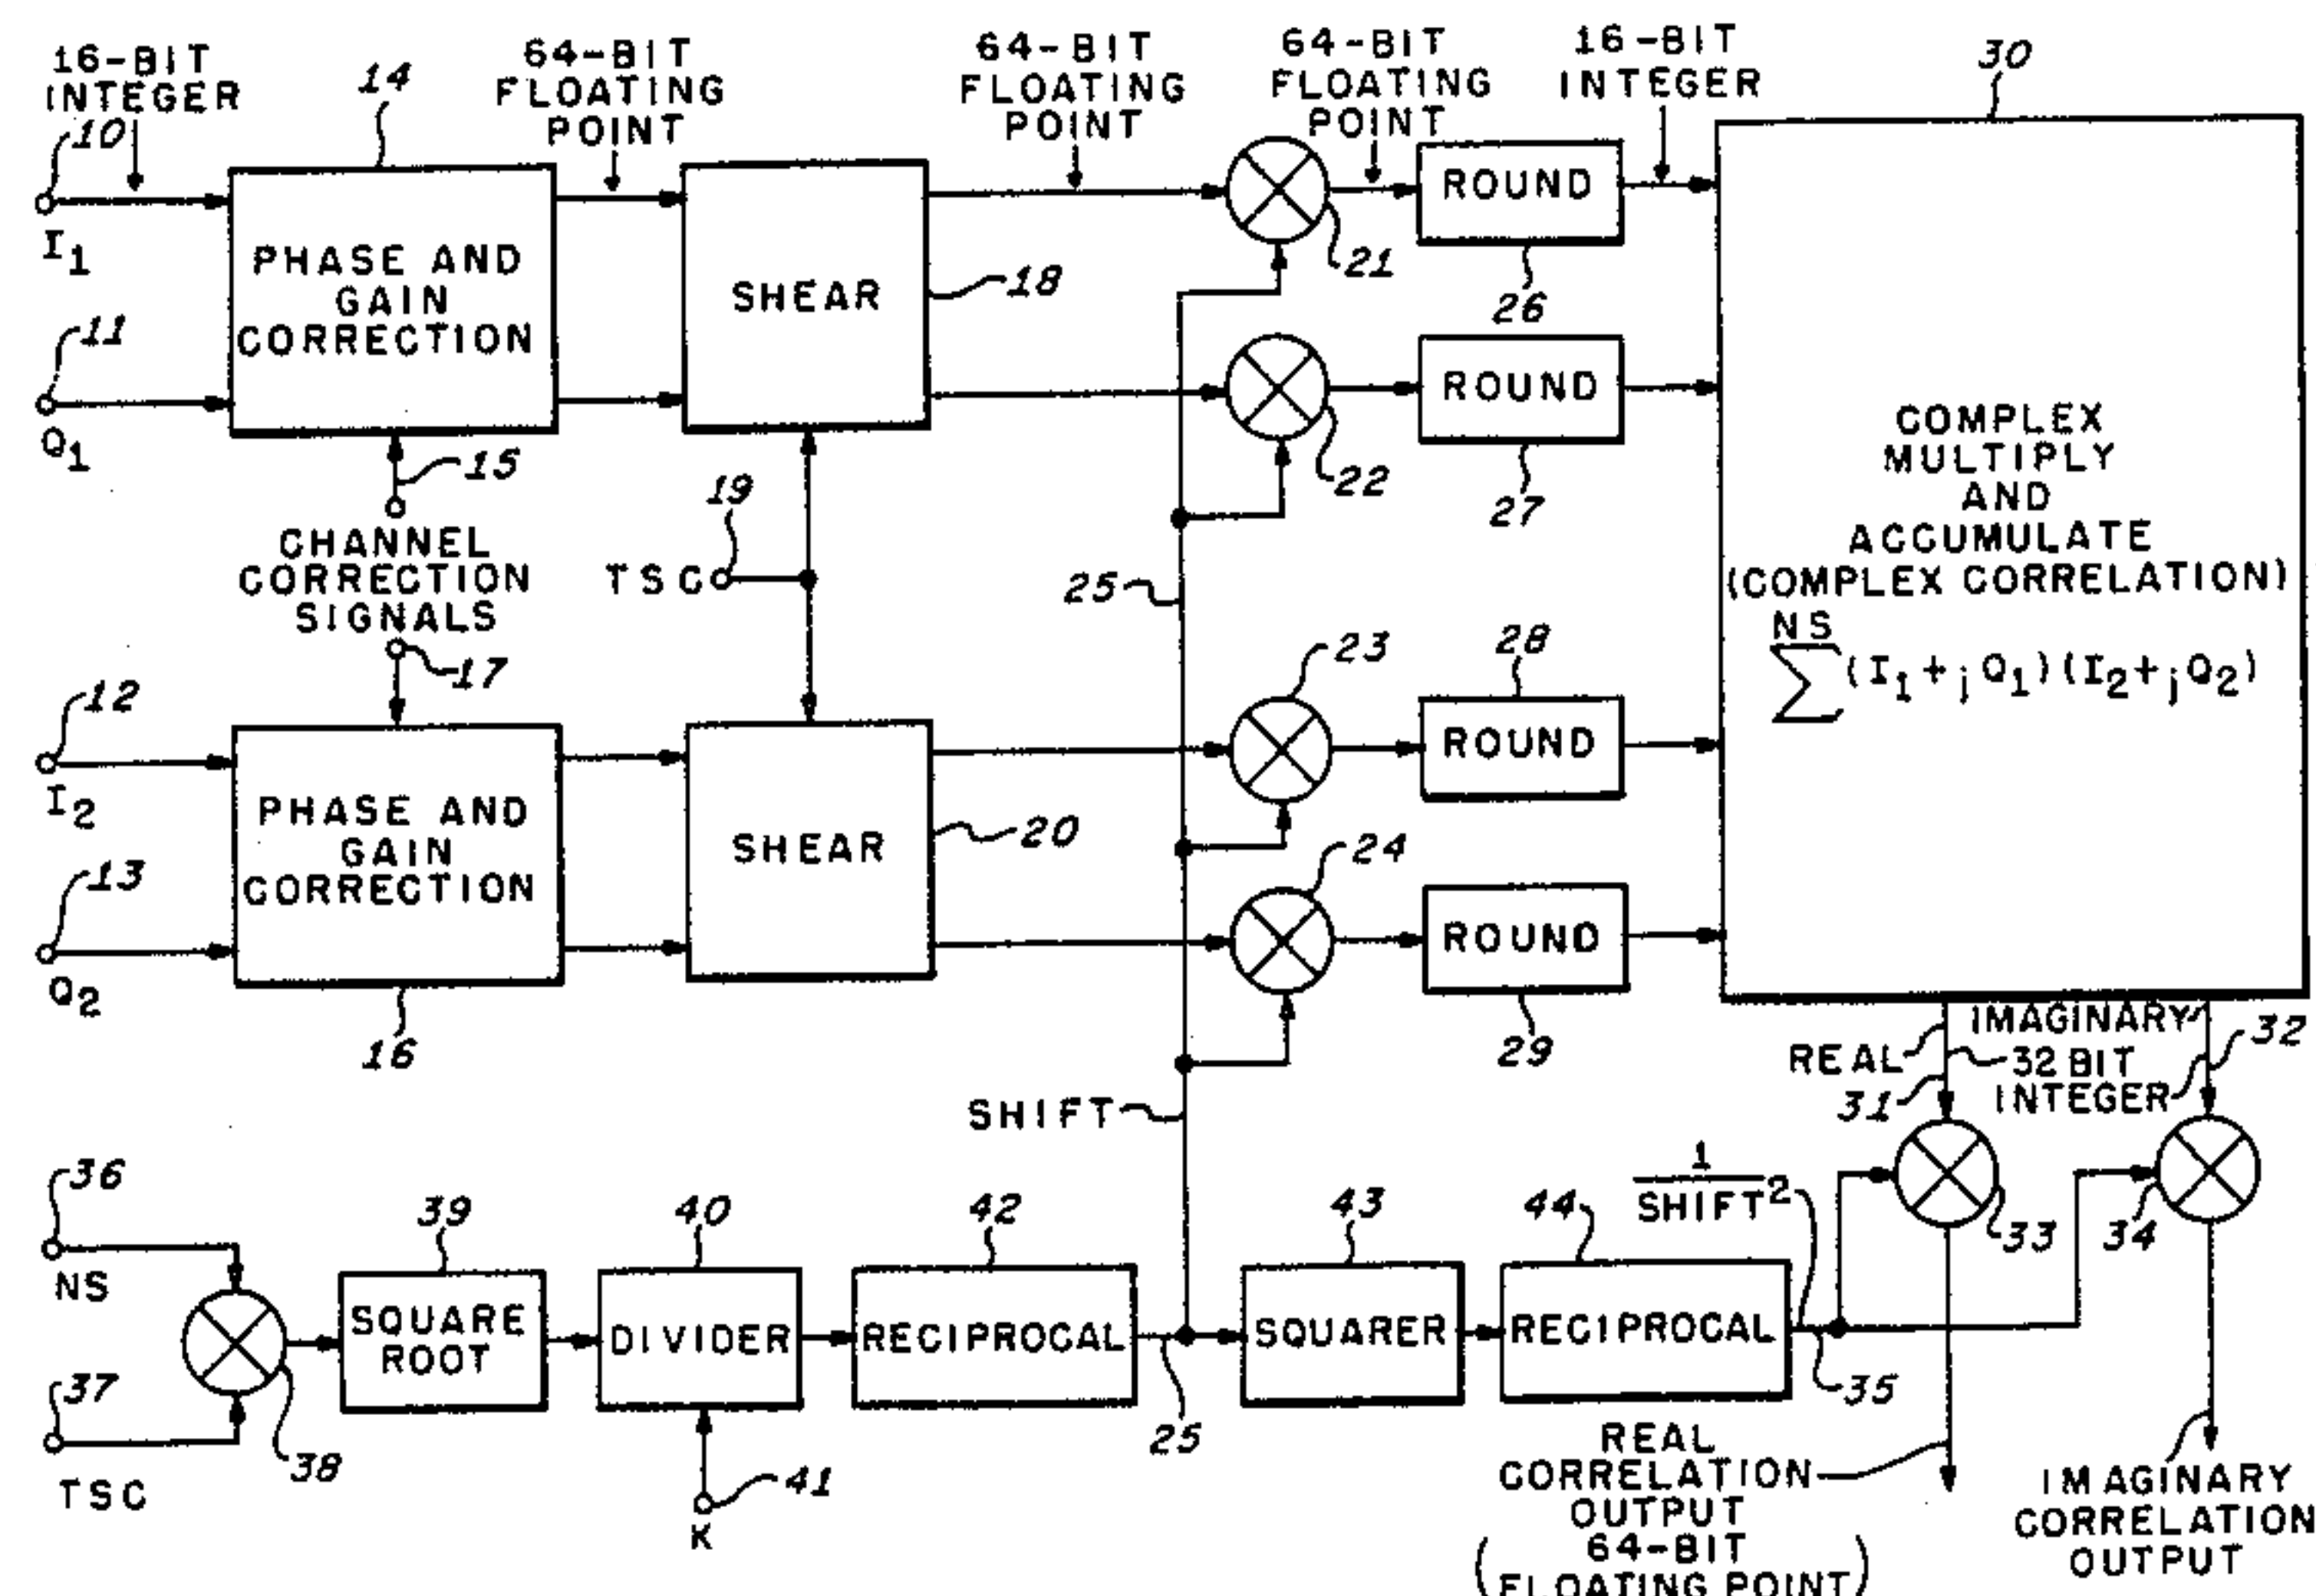 16-BIT
INTEGER
10
14
64-BIT
FLOATING
POINT
64-BIT
FLOATING
POINT
64-BIT
FLOATING
POINT
16-BIT
INTEGER
30
I1
11
Q1
PHASE AND
GAIN
CORRECTION
SHEAR
18
21
ROUND
26
22
ROUND
27
15
CHANNEL
CORRECTION
SIGNALS
17
19
TSC
25
COMPLEX
MULTIPLY
AND
ACCUMULATE
(COMPLEX CORRELATION)
NS
∑(I1+jQ1)(I2+jQ2)
12
I2
13
Q2
PHASE AND
GAIN
CORRECTION
16
SHEAR
20
23
28
ROUND
24
ROUND
29
SHIFT
REAL
IMAGINARY
32
32 BIT
INTEGER
31
33
34
36
NS
37
TSC
38
39
SQUARE
ROOT
40
DIVIDER
41
K
42
RECIPROCAL
25
43
SQUARER
44
RECIPROCAL
1
SHIFT2
35
REAL
CORRELATION
OUTPUT
(64-BIT
FLOATING POINT)
IMAGINARY
CORRELATION
OUTPUT